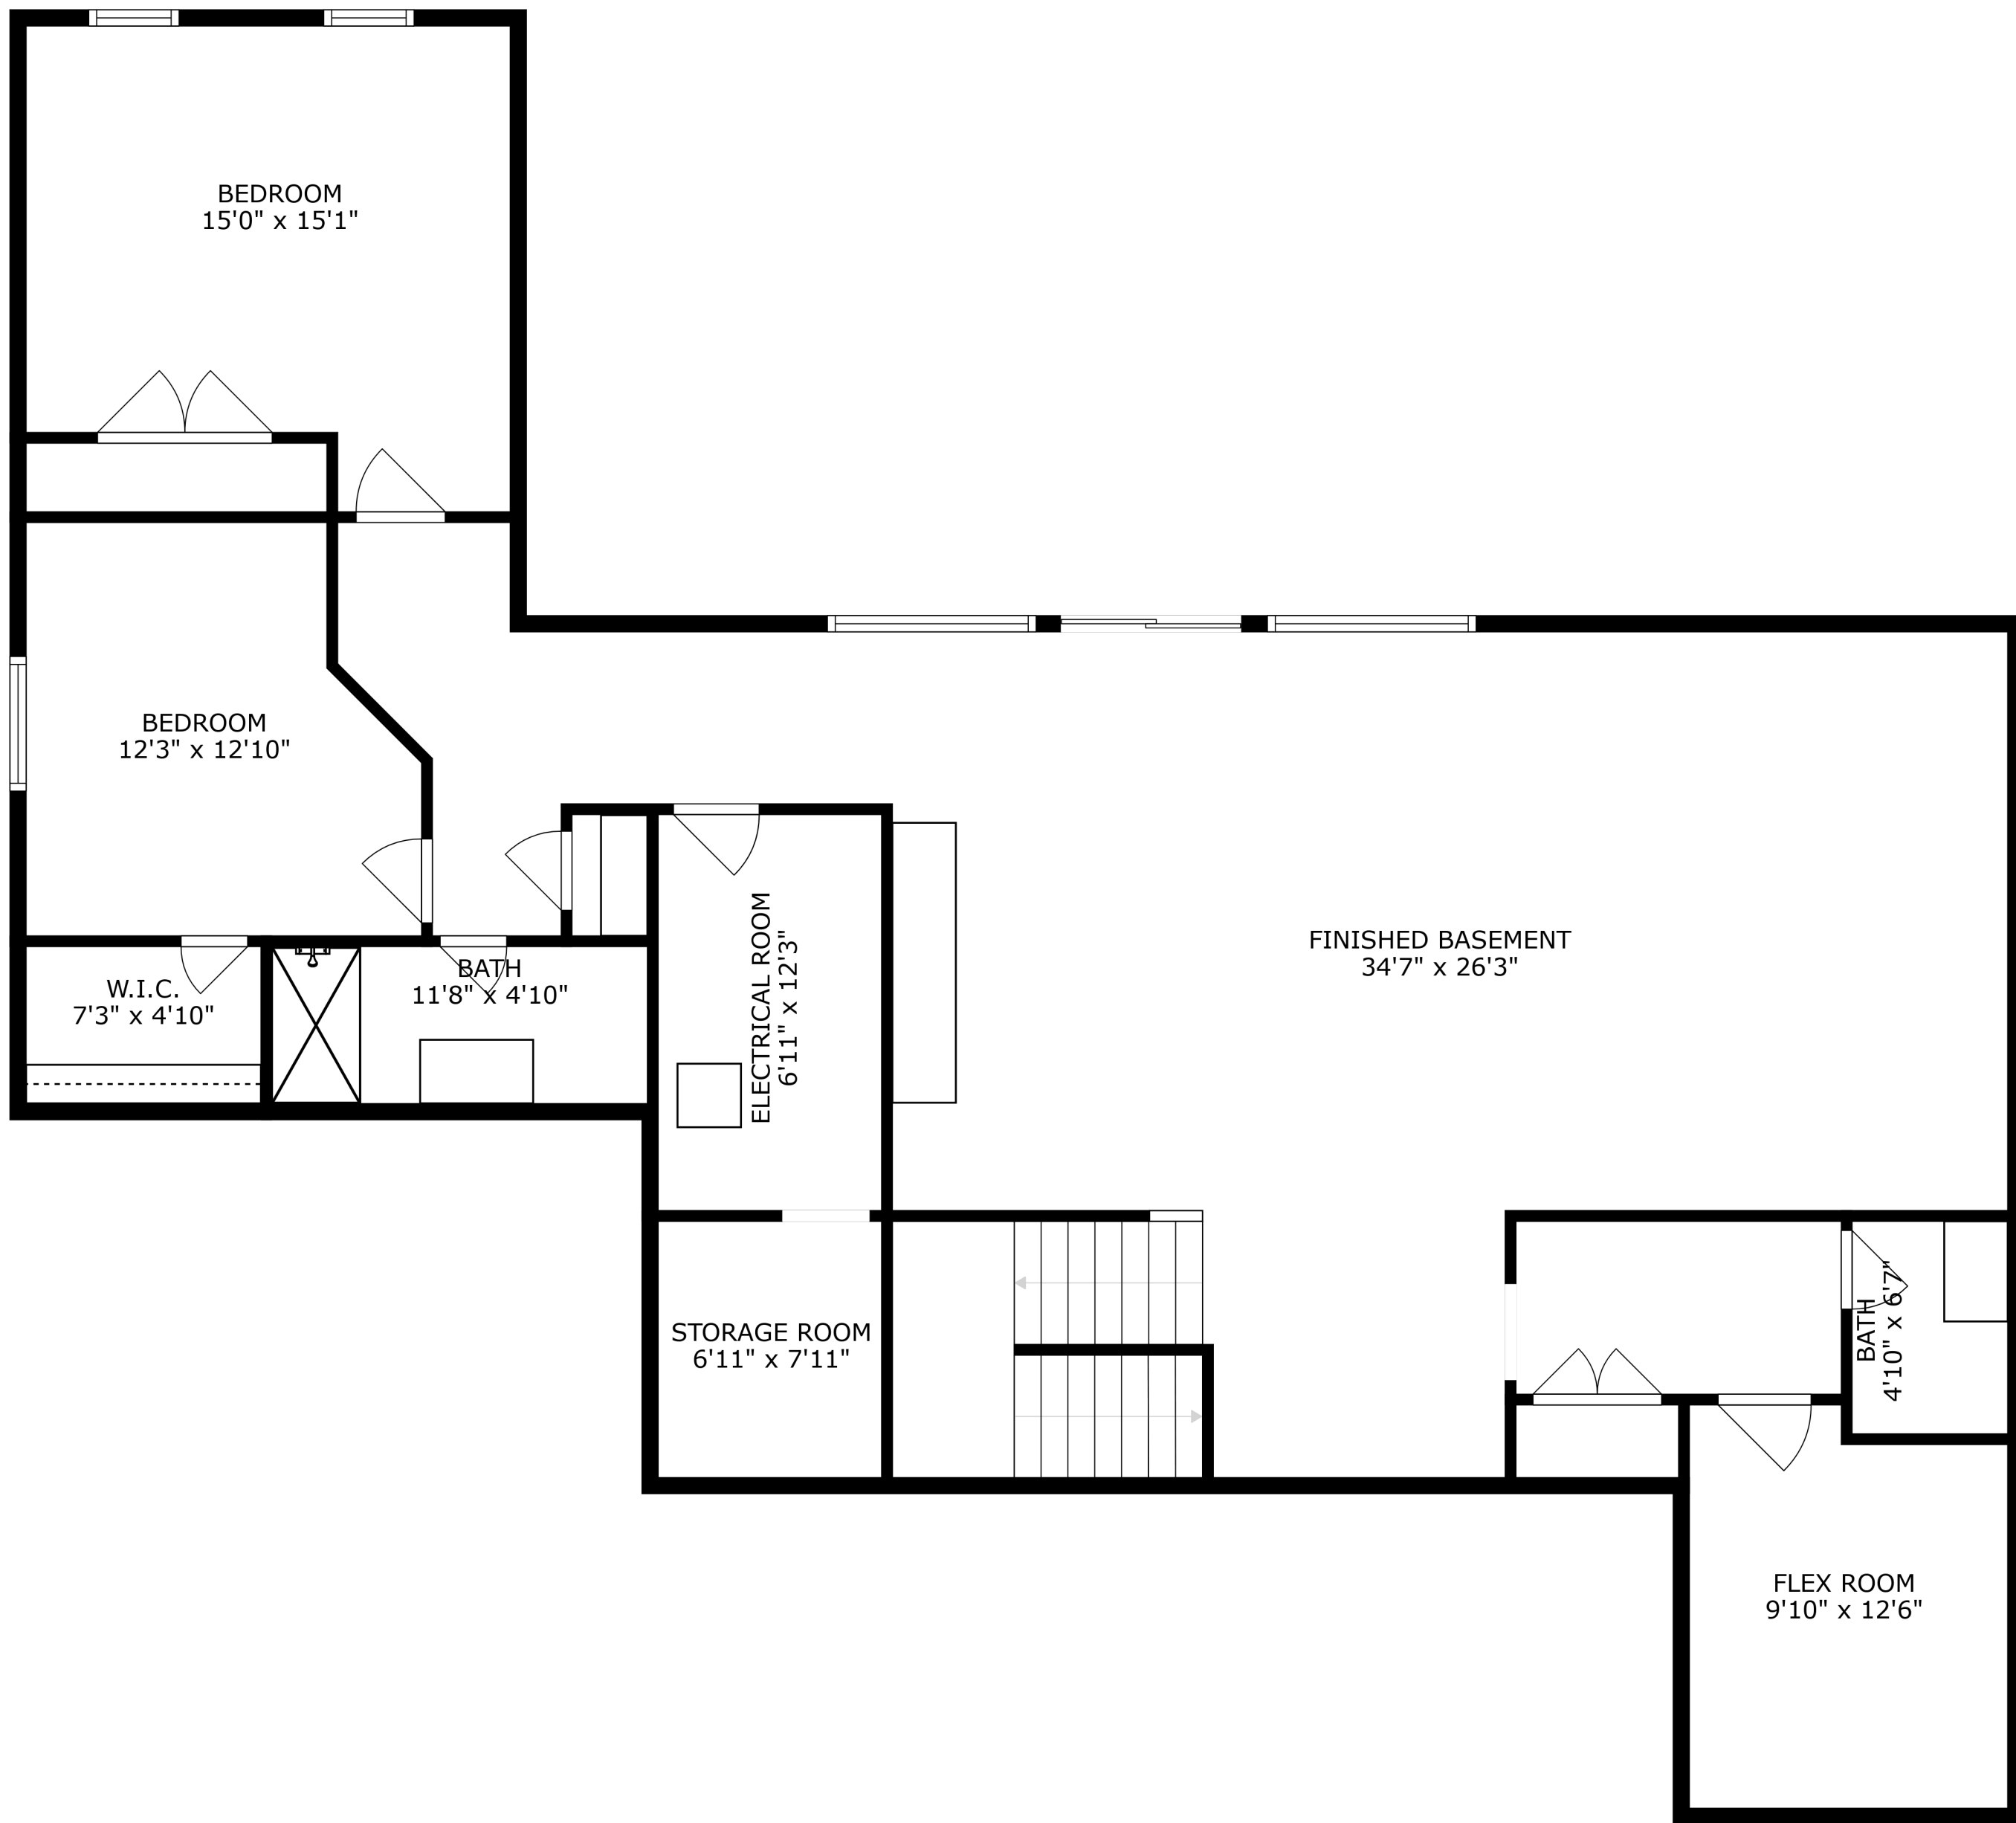 BEDROOM
15'0" x 15'1"
BEDROOM
12'3" x 12'10"
W.I.C.
7'3" x 4'10"
BATH
11'8" x 4'10"
ELECTRICAL ROOM
6'11" x 12'3"
FINISHED BASEMENT
34'7" x 26'3"
STORAGE ROOM
6'11" x 7'11"
BATH
4'10" x 6'7"
FLEX ROOM
9'10" x 12'6"